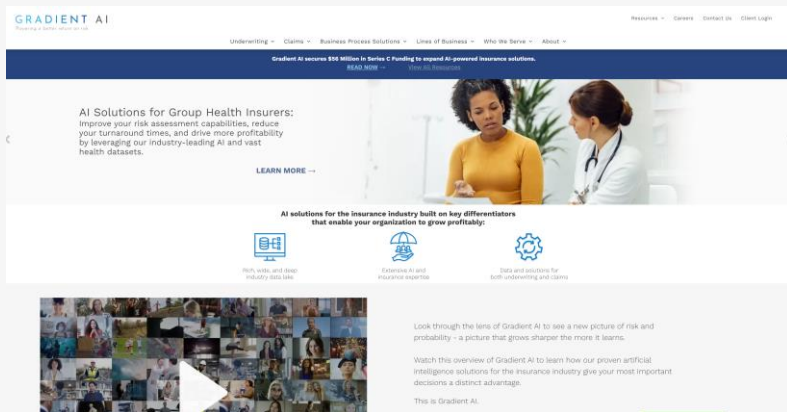 GRADIENT AI
Powering a better return on risk
Resources Careers Contact Us Client Login
Underwriting Claims Business Process Solutions Lines of Business Who We Serve About
Gradient AI secures $56 Million in Series C Funding to expand AI-powered insurance solutions.
READ NOW → View All Resources
AI Solutions for Group Health Insurers:
Improve your risk assessment capabilities, reduce
your turnaround times, and drive more profitability
by leveraging our industry-leading AI and vast
health datasets.
LEARN MORE →
AI solutions for the insurance industry built on key differentiators
that enable your organization to grow profitably:
Rich, wide, and deep
industry data lake
Extensive AI and
insurance expertise
Data and solutions for
both underwriting and claims
Look through the lens of Gradient AI to see a new picture of risk and
probability - a picture that grows sharper the more it learns.
Watch this overview of Gradient AI to learn how our proven artificial
intelligence solutions for the insurance industry give your most important
decisions a distinct advantage.
This is Gradient AI.